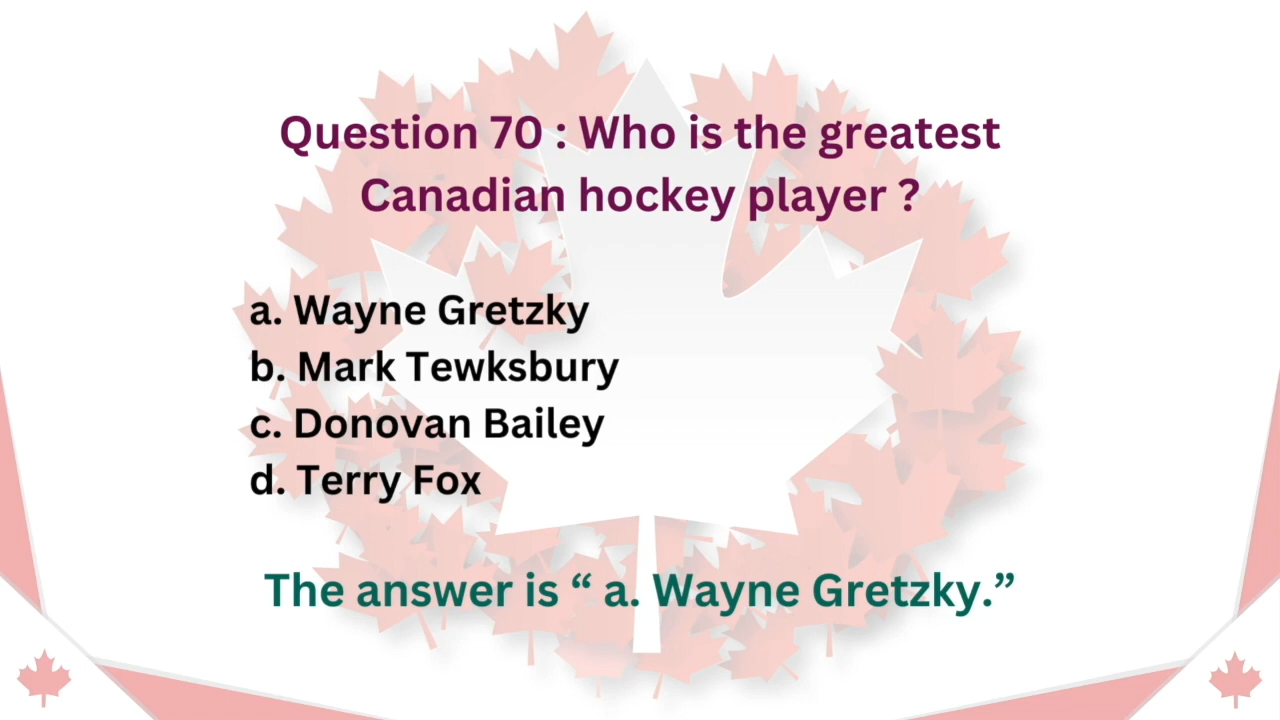 Question 70 : Who is the greatest
Canadian hockey player ?
a. Wayne Gretzky
b. Mark Tewksbury
c. Donovan Bailey
d. Terry Fox
The answer is “ a. Wayne Gretzky.”